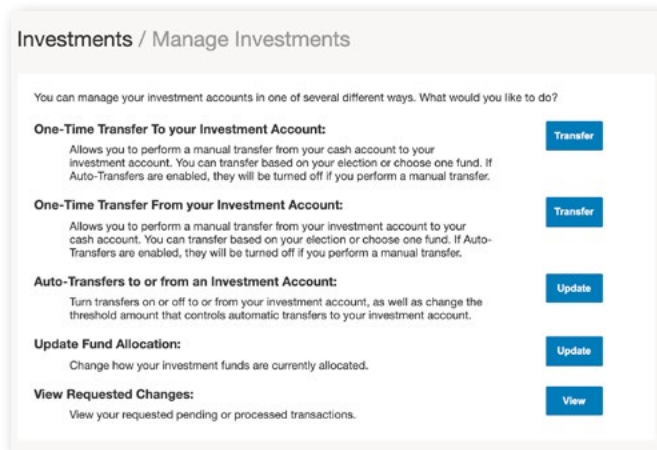 Investments / Manage Investments
You can manage your investment accounts in one of several different ways. What would you like to do?
One-Time Transfer To your Investment Account:
Transfer
Allows you to perform a manual transfer from your cash account to your
investment account. You can transfer based on your election or choose one fund. If
Auto-Transfers are enabled, they will be turned off if you perform a manual transfer.
One-Time Transfer From your Investment Account:
Transfer
Allows you to perform a manual transfer from your investment account to your
cash account. You can transfer based on your election or choose one fund. If Auto-
Transfers are enabled, they will be turned off if you perform a manual transfer.
Auto-Transfers to or from an Investment Account:
Update
Turn transfers on or off to or from your investment account, as well as change the
threshold amount that controls automatic transfers to your investment account.
Update Fund Allocation:
Update
Change how your investment funds are currently allocated.
View Requested Changes:
View
View your requested pending or processed transactions.